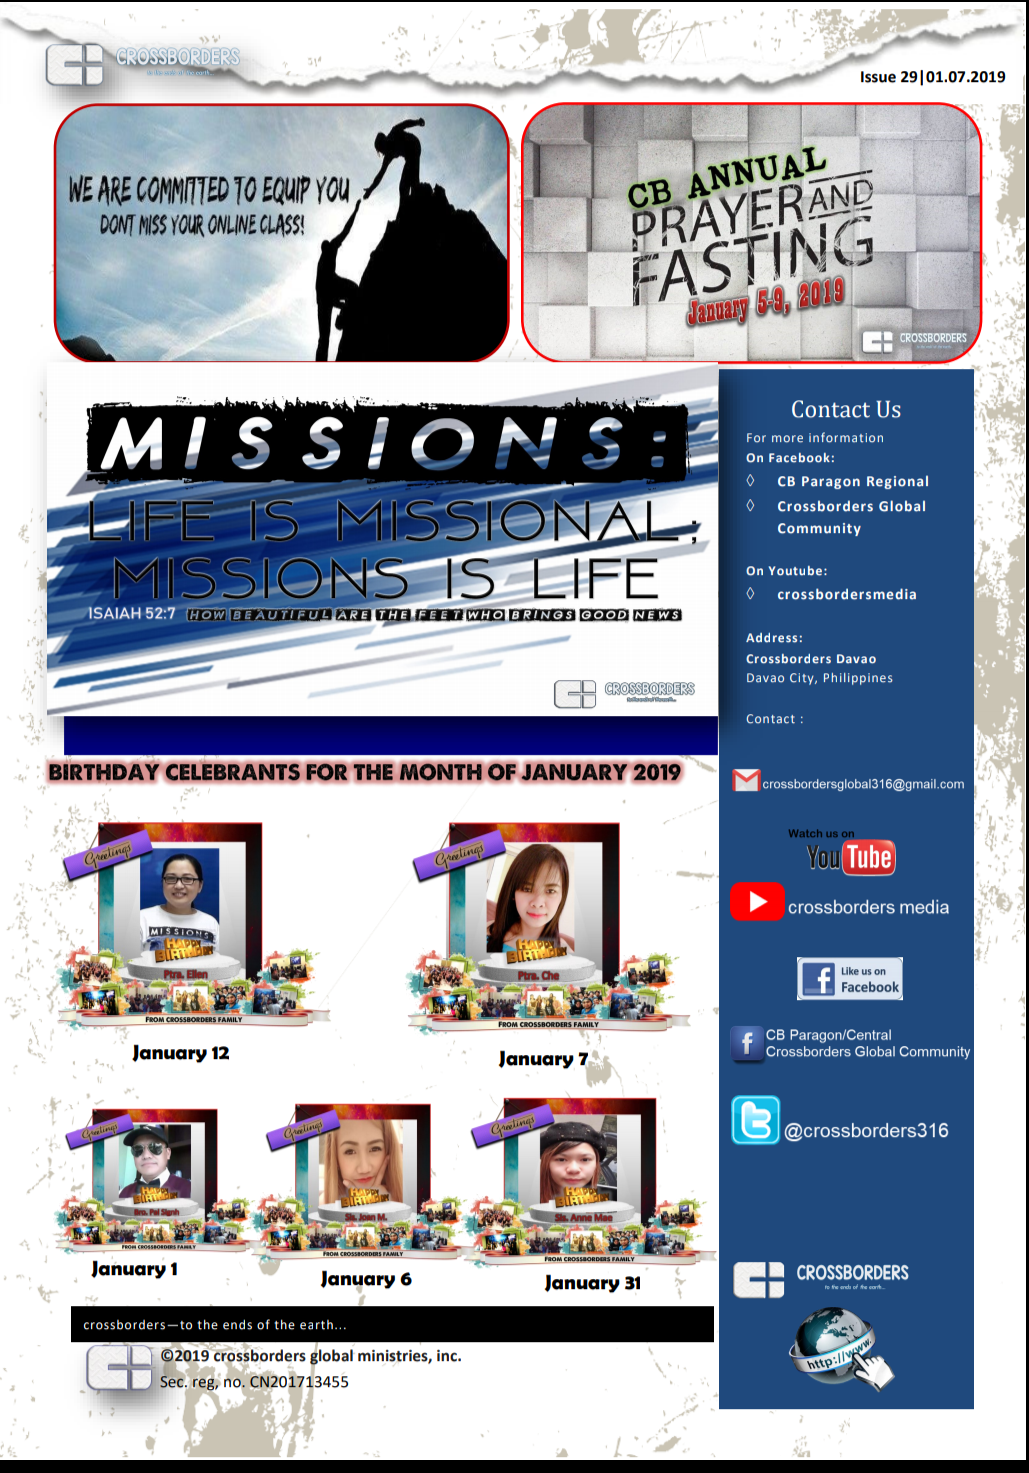 CROSSBORDERS
to the ends of the earth...
Issue 29|01.07.2019
WE ARE COMMITTED TO EQUIP YOU
DONT MISS YOUR ONLINE CLASS!
CB ANNUAL
PRAYER AND
FASTING
January 5-9, 2019
CROSSBORDERS
MISSIONS:
LIFE IS MISSIONAL;
MISSIONS IS LIFE
ISAIAH 52:7 HOW BEAUTIFUL ARE THE FEET WHO BRINGS GOOD NEWS
CROSSBORDERS
Contact Us
For more information
On Facebook:
◊ CB Paragon Regional
◊ Crossborders Global
Community
On Youtube:
◊ crossbordersmedia
Address:
Crossborders Davao
Davao City, Philippines
Contact :
crossbordersglobal316@gmail.com
Watch us on
YouTube
crossborders media
Like us on
Facebook
CB Paragon/Central
Crossborders Global Community
@crossborders316
CROSSBORDERS
to the ends of the earth...
http://www.
BIRTHDAY CELEBRANTS FOR THE MONTH OF JANUARY 2019
Greetings
MISSIONS
HAPPY
BIRTHDAY
Ptra. Ellen
FROM CROSSBORDERS FAMILY
January 12
Greetings
HAPPY
BIRTHDAY
Ptra. Che
FROM CROSSBORDERS FAMILY
January 7
Greetings
HAPPY
BIRTHDAY
Bro. Pal Signh
FROM CROSSBORDERS FAMILY
January 1
Greetings
HAPPY
BIRTHDAY
Sis. Joan M.
FROM CROSSBORDERS FAMILY
January 6
Greetings
HAPPY
BIRTHDAY
Sis. Anne Mae
FROM CROSSBORDERS FAMILY
January 31
crossborders—to the ends of the earth...
©2019 crossborders global ministries, inc.
Sec. reg, no. CN201713455